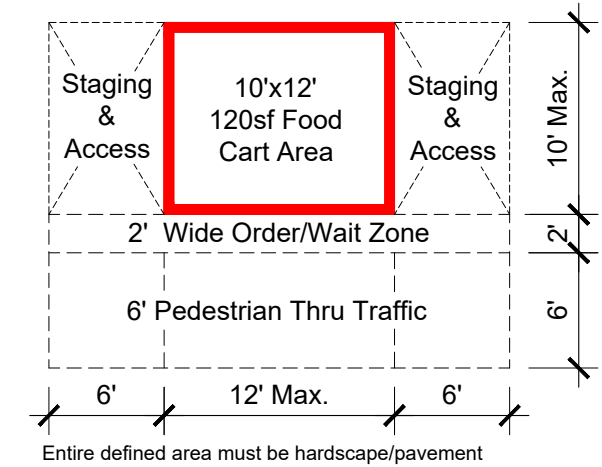 Staging
&
Access
10'x12'
120sf Food
Cart Area
Staging
&
Access
10' Max.
2' Wide Order/Wait Zone
2'
6' Pedestrian Thru Traffic
6'
6'
12' Max.
6'
Entire defined area must be hardscape/pavement